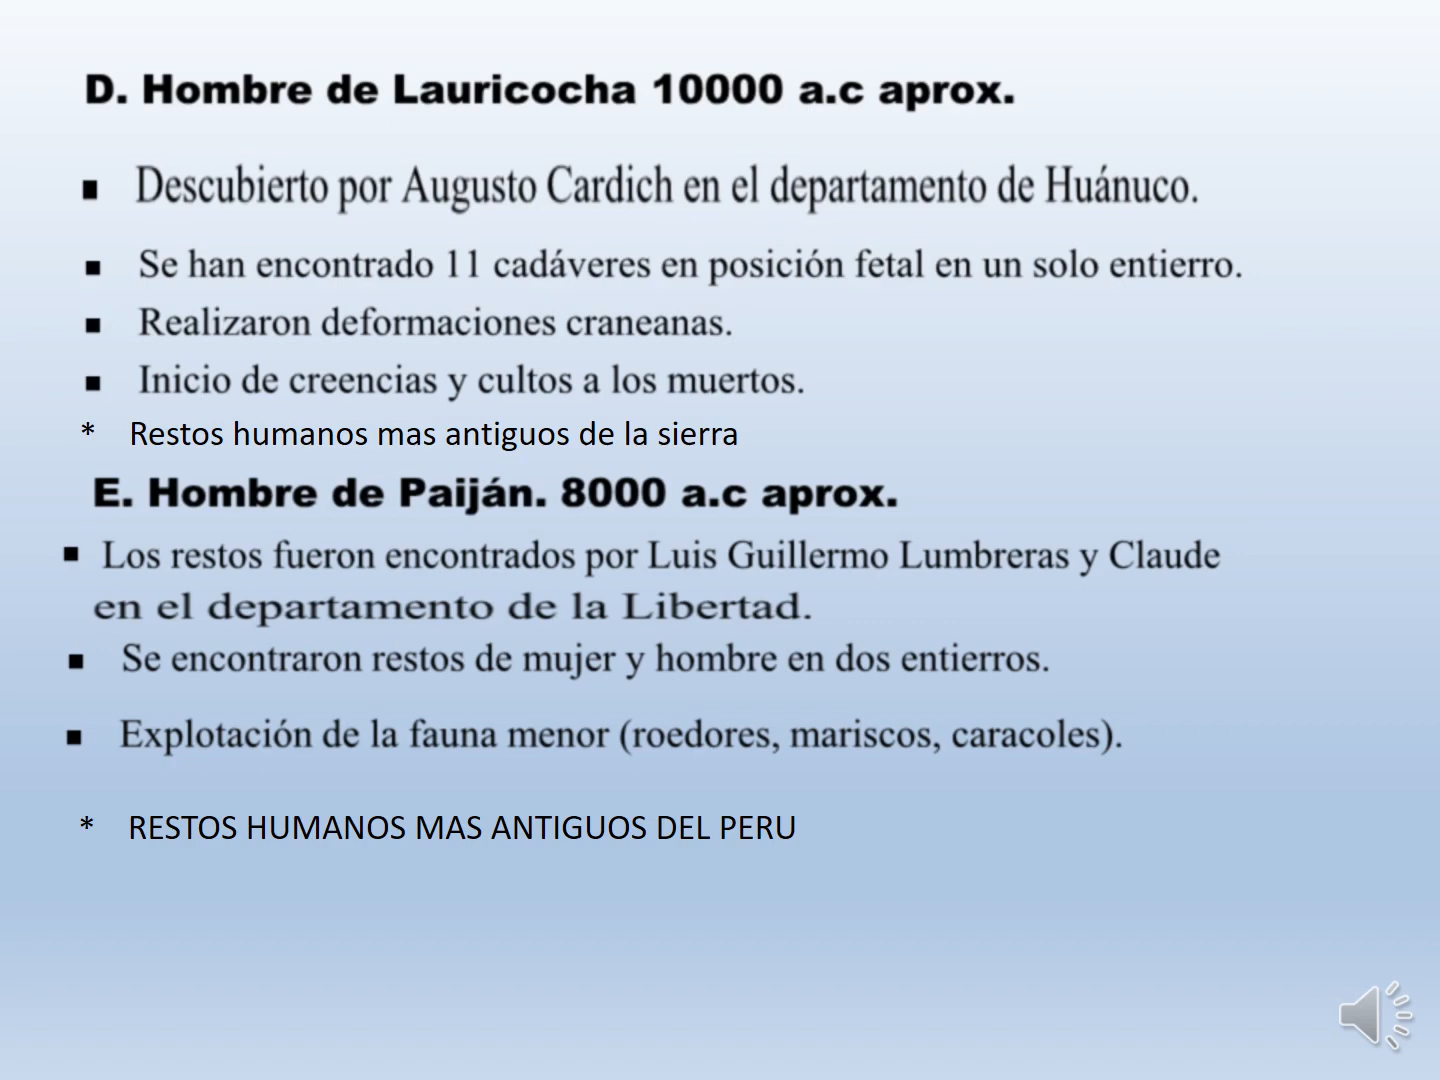 D. Hombre de Lauricocha 10000 a.c aprox.
▪ Descubierto por Augusto Cardich en el departamento de Huánuco.
▪ Se han encontrado 11 cadáveres en posición fetal en un solo entierro.
▪ Realizaron deformaciones craneanas.
▪ Inicio de creencias y cultos a los muertos.
* Restos humanos mas antiguos de la sierra
E. Hombre de Paiján. 8000 a.c aprox.
▪ Los restos fueron encontrados por Luis Guillermo Lumbreras y Claude
en el departamento de la Libertad.
▪ Se encontraron restos de mujer y hombre en dos entierros.
▪ Explotación de la fauna menor (roedores, mariscos, caracoles).
* RESTOS HUMANOS MAS ANTIGUOS DEL PERU